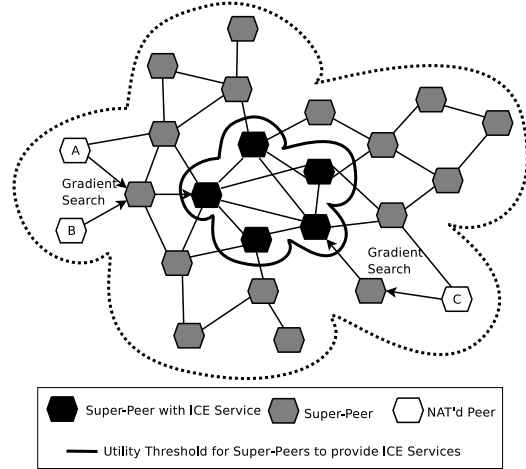 A
Gradient
Search
B
Gradient
Search
C
Super-Peer with ICE Service
Super-Peer
NAT'd Peer
Utility Threshold for Super-Peers to provide ICE Services